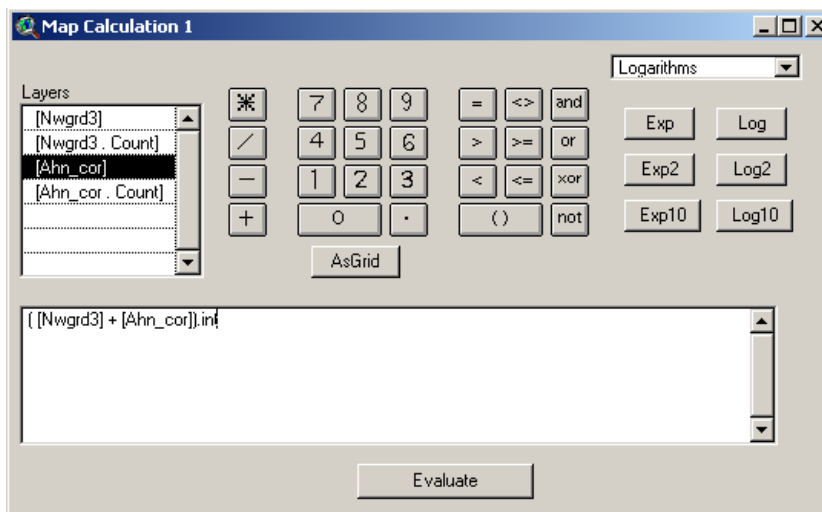 Map Calculation 1
Logarithms
Layers
[Nwgrd3]
[Nwgrd3 . Count]
[Ahn_cor]
[Ahn_cor . Count]
* 7 8 9 = <> and
/ 4 5 6 > >= or
− 1 2 3 < <= xor
+ 0 . ( ) not
AsGrid
Exp Log
Exp2 Log2
Exp10 Log10
( [Nwgrd3] + [Ahn_cor]).int
Evaluate